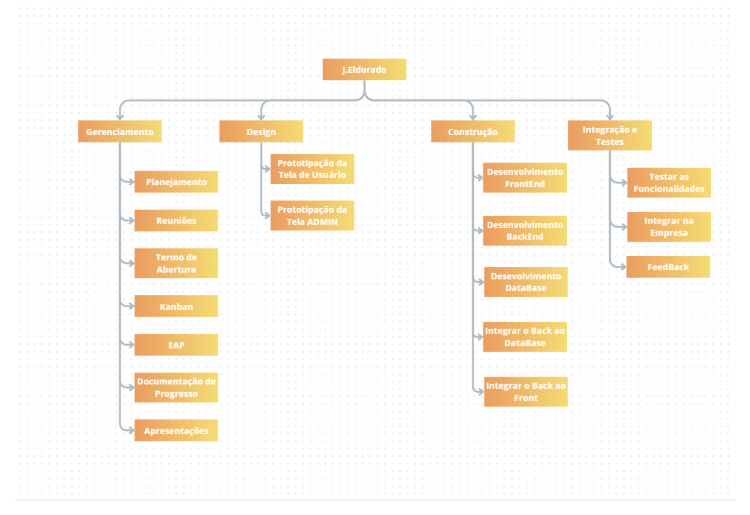 J.Eldorado
Gerenciamento
Planejamento
Reuniões
Termo de
Abertura
Kanban
EAP
Documentação de
Progresso
Apresentações
Design
Prototipação da
Tela de Usuário
Prototipação da
Tela ADMIN
Construção
Desenvolvimento
FrontEnd
Desenvolvimento
BackEnd
Desevolvimento
DataBase
Integrar o Back ao
DataBase
Integrar o Back ao
Front
Integração e
Testes
Testar as
Funcionalidades
Integrar na
Empresa
FeedBack